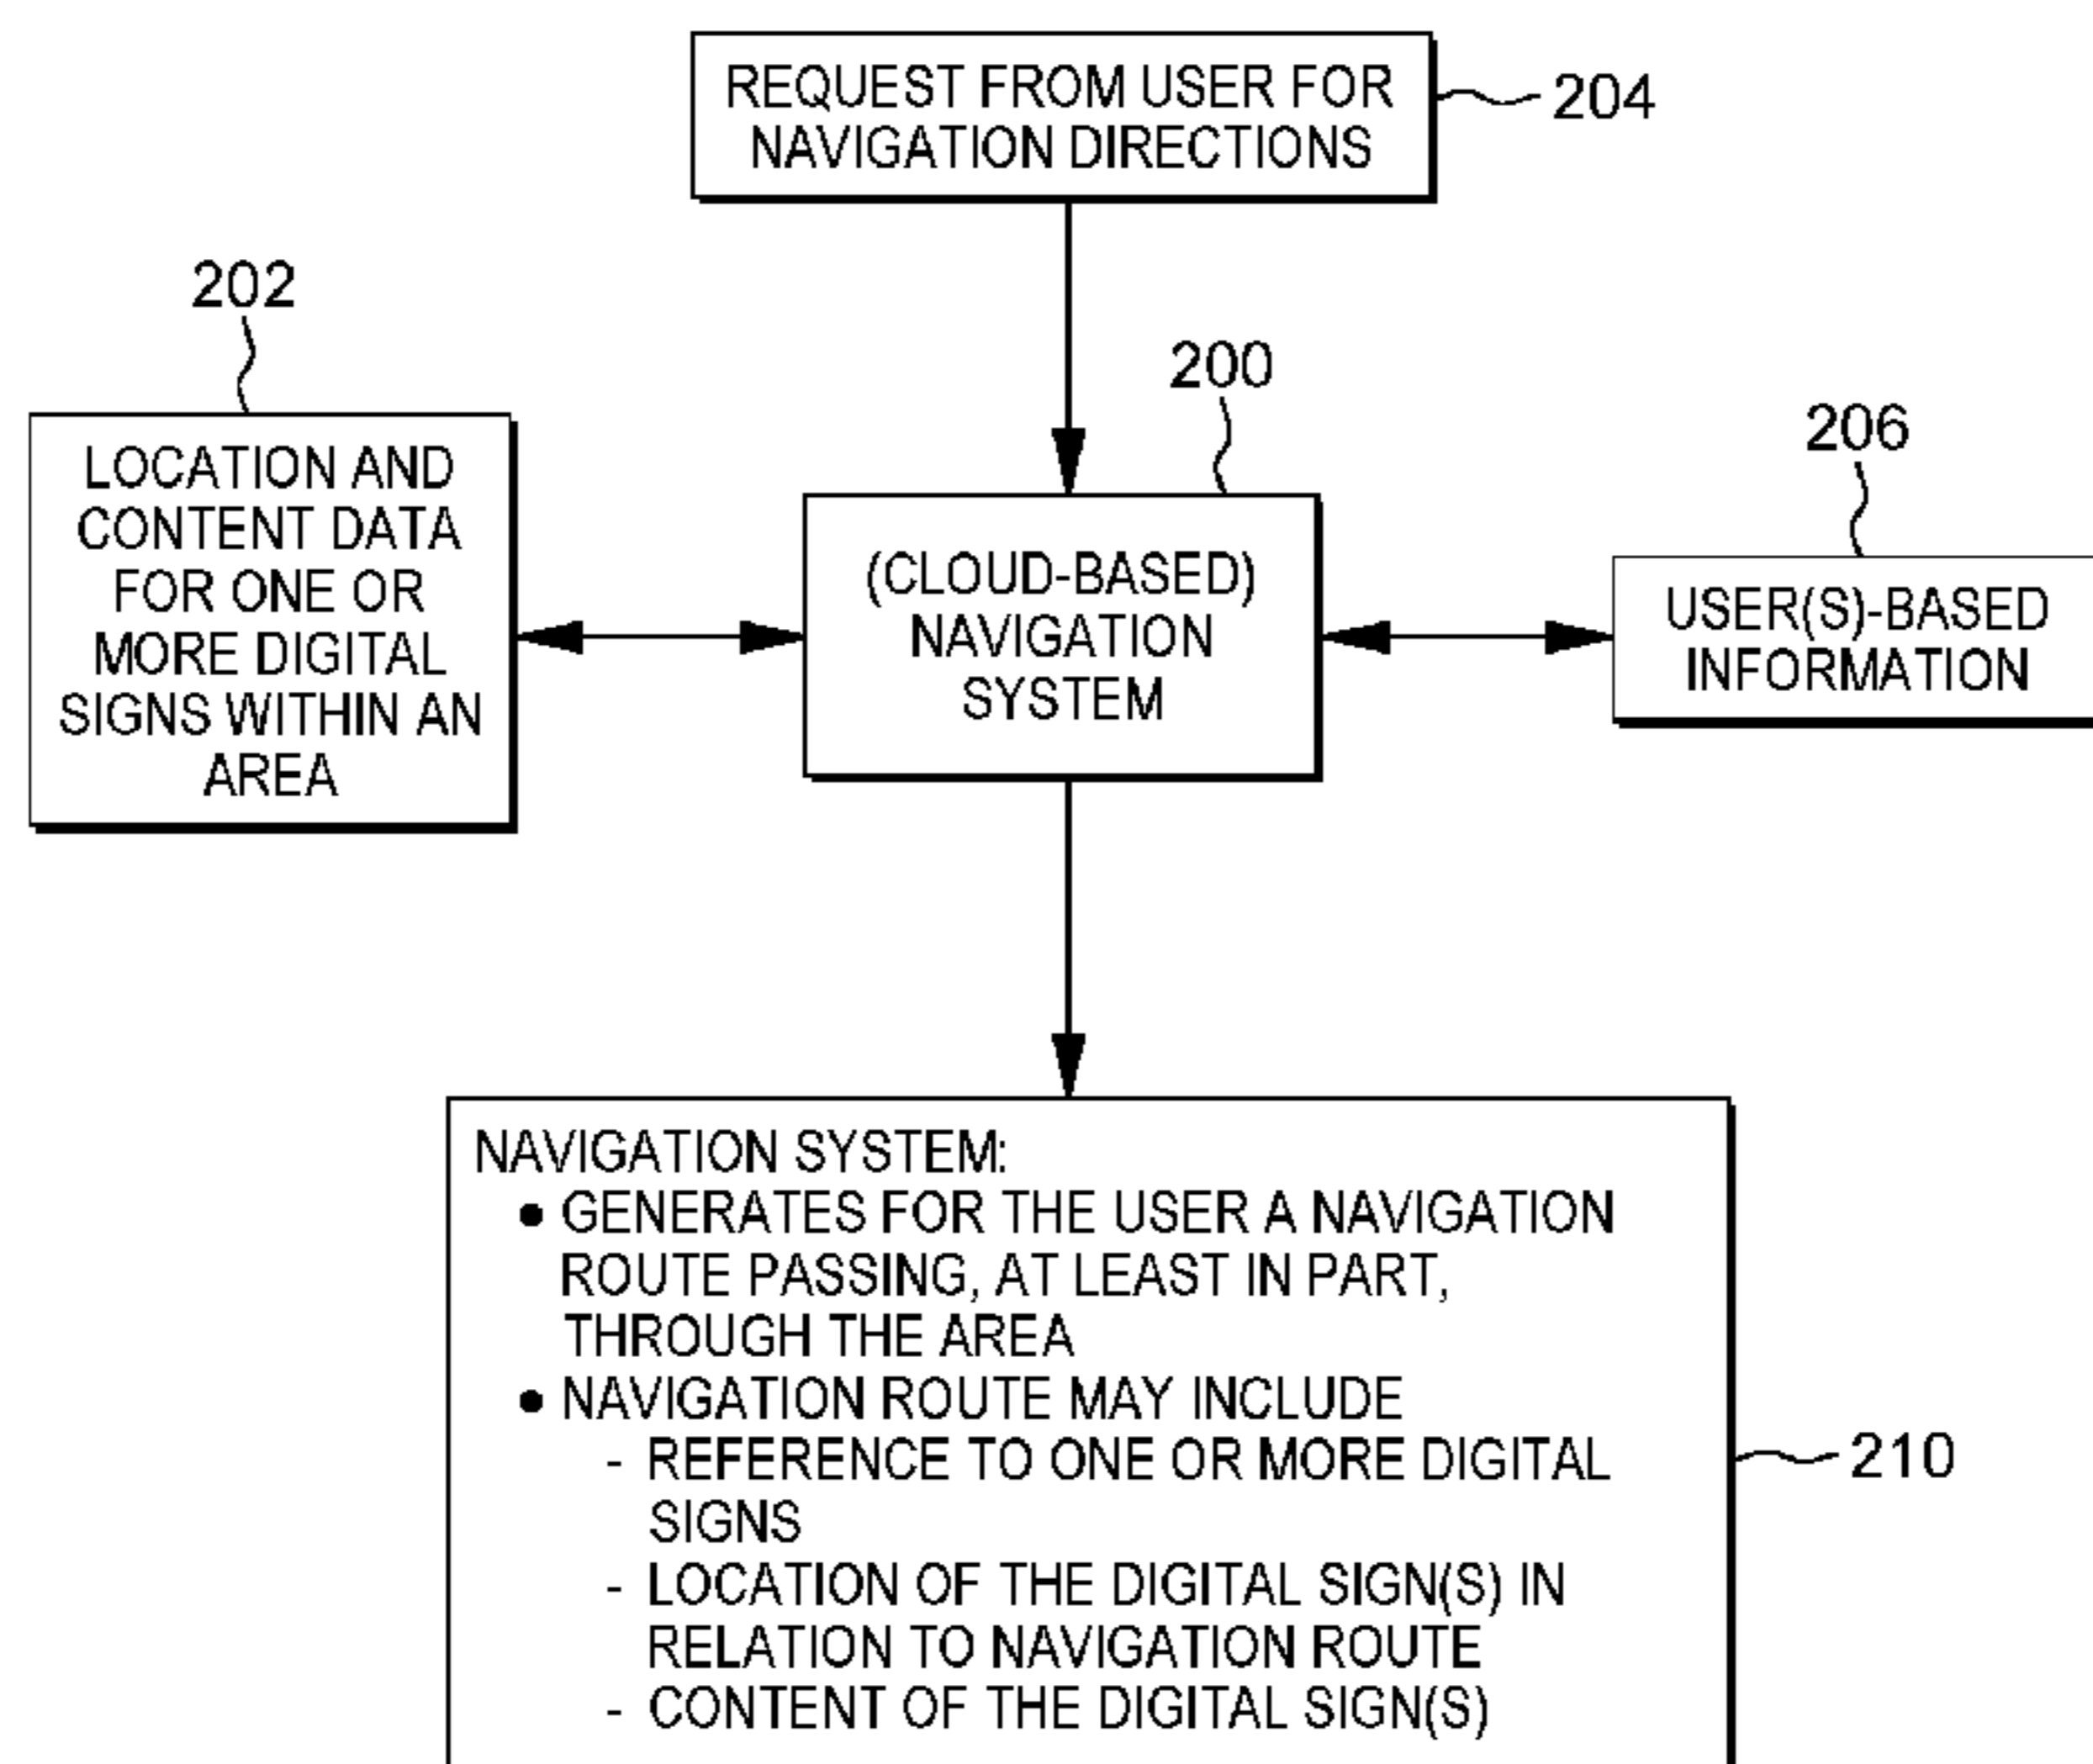 REQUEST FROM USER FOR
NAVIGATION DIRECTIONS
204
202
200
206
LOCATION AND
CONTENT DATA
FOR ONE OR
MORE DIGITAL
SIGNS WITHIN AN
AREA
(CLOUD-BASED)
NAVIGATION
SYSTEM
USER(S)-BASED
INFORMATION
NAVIGATION SYSTEM:
● GENERATES FOR THE USER A NAVIGATION
ROUTE PASSING, AT LEAST IN PART,
THROUGH THE AREA
● NAVIGATION ROUTE MAY INCLUDE
- REFERENCE TO ONE OR MORE DIGITAL
SIGNS
- LOCATION OF THE DIGITAL SIGN(S) IN
RELATION TO NAVIGATION ROUTE
- CONTENT OF THE DIGITAL SIGN(S)
210